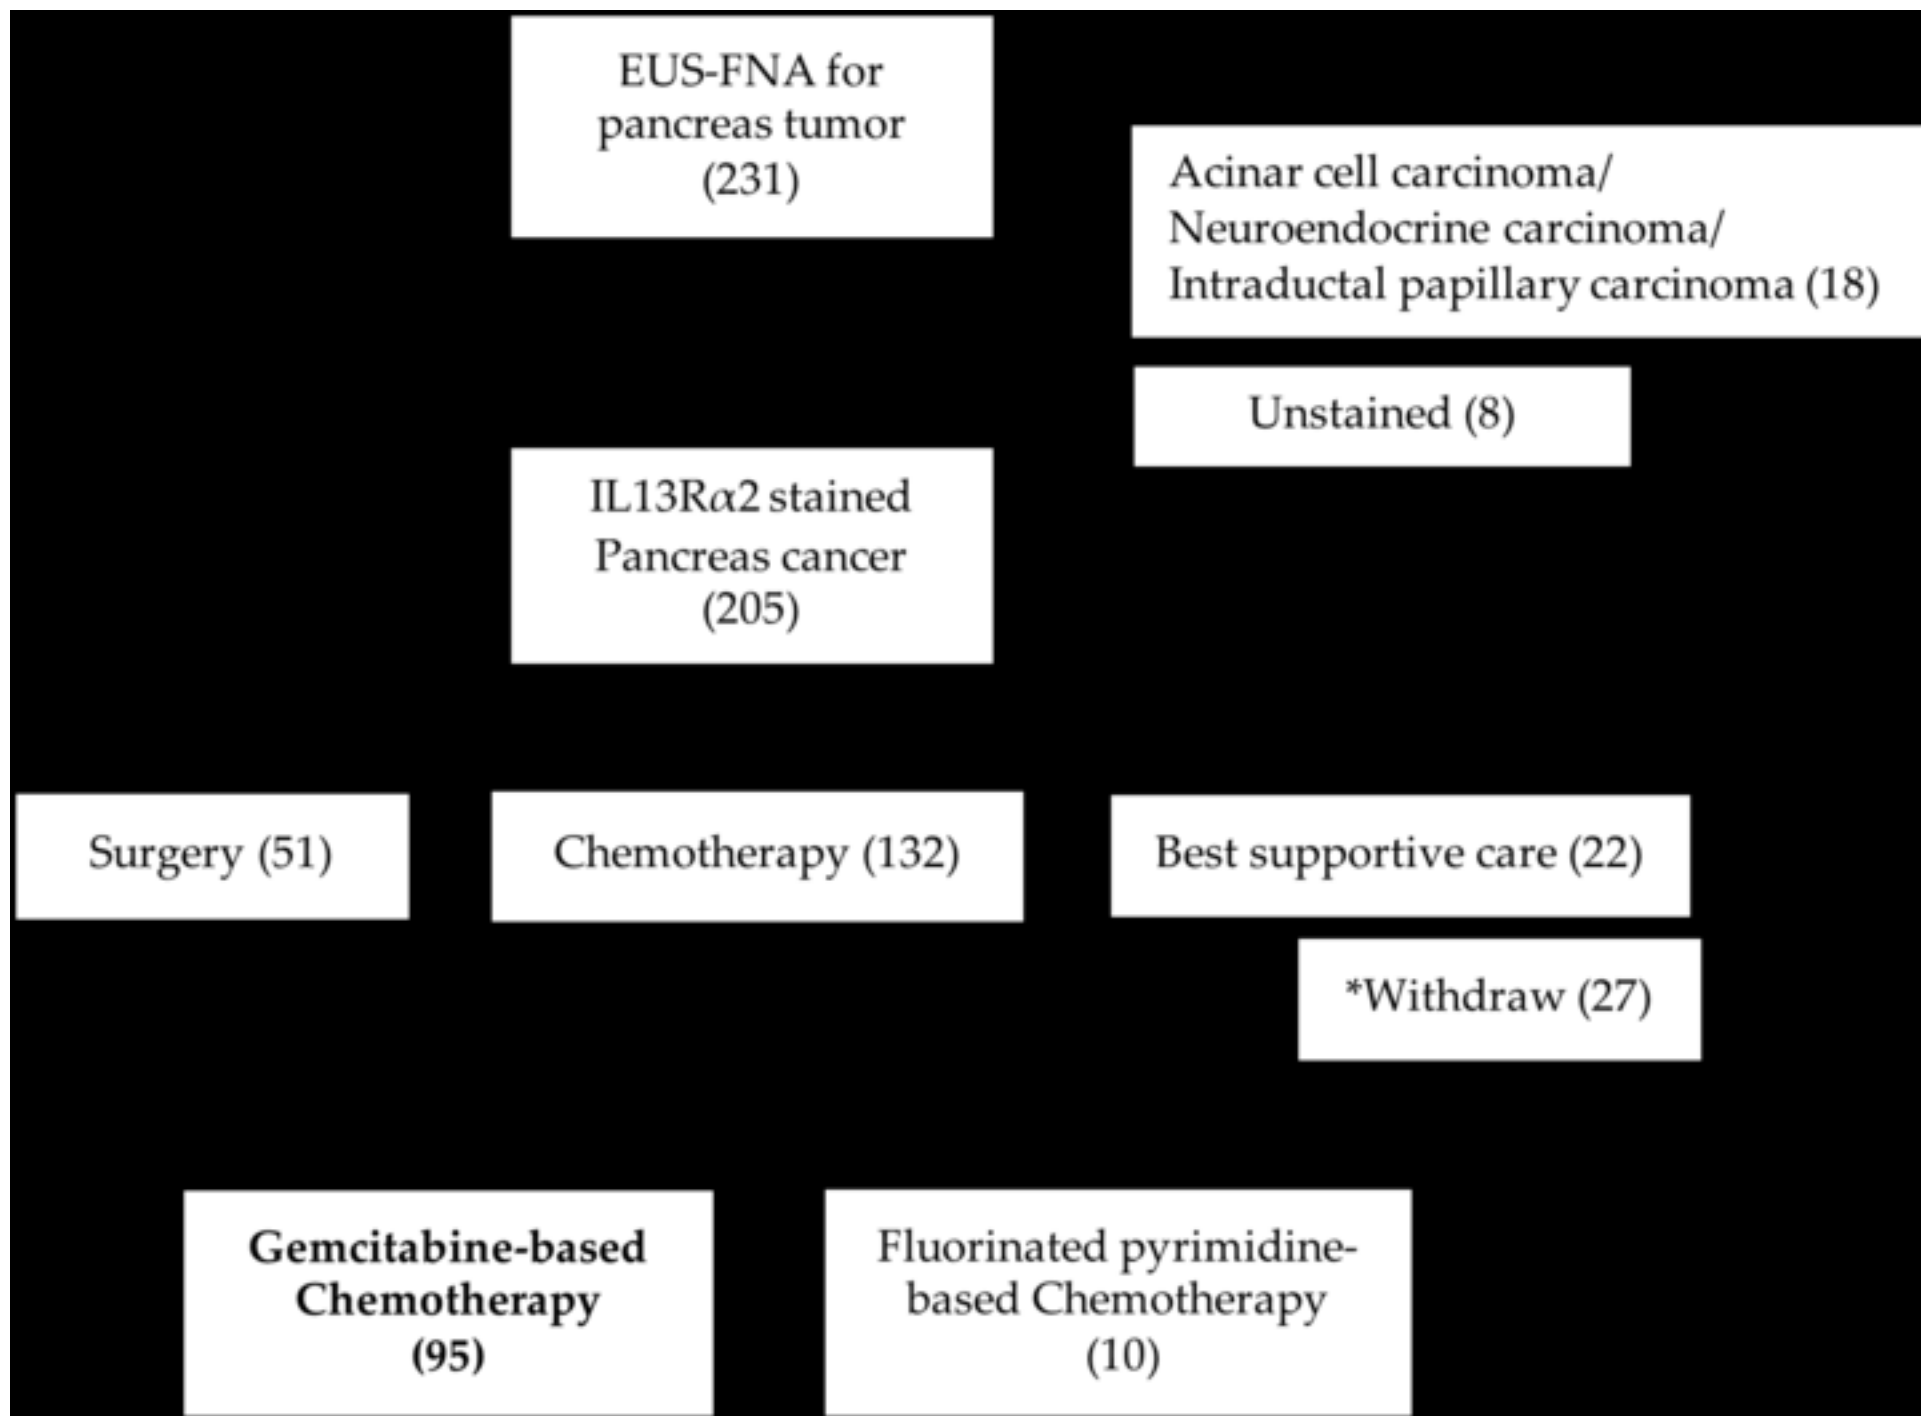 EUS-FNA for
pancreas tumor
(231)
Acinar cell carcinoma/
Neuroendocrine carcinoma/
Intraductal papillary carcinoma (18)
Unstained (8)
IL13Rα2 stained
Pancreas cancer
(205)
Surgery (51)
Chemotherapy (132)
Best supportive care (22)
*Withdraw (27)
Gemcitabine-based
Chemotherapy
(95)
Fluorinated pyrimidine-
based Chemotherapy
(10)